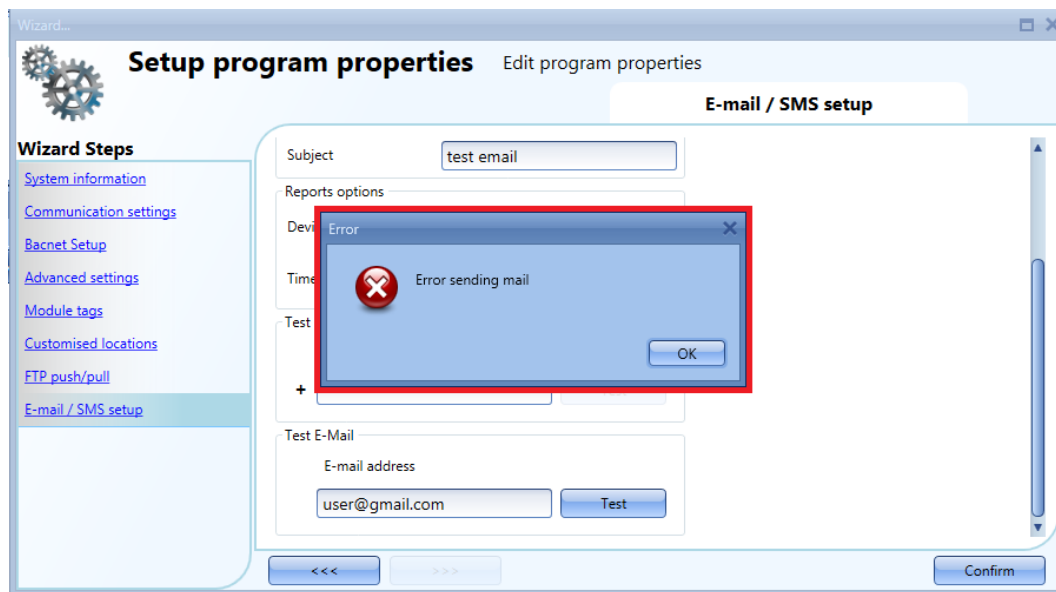 Wizard...
Setup program properties Edit program properties
E-mail / SMS setup
Wizard Steps
System information
Communication settings
Bacnet Setup
Advanced settings
Module tags
Customised locations
FTP push/pull
E-mail / SMS setup
Subject test email
Reports options
Devi
Time
Error
Error sending mail
OK
Test
+
Test E-Mail
E-mail address
user@gmail.com Test
<<< >>> Confirm